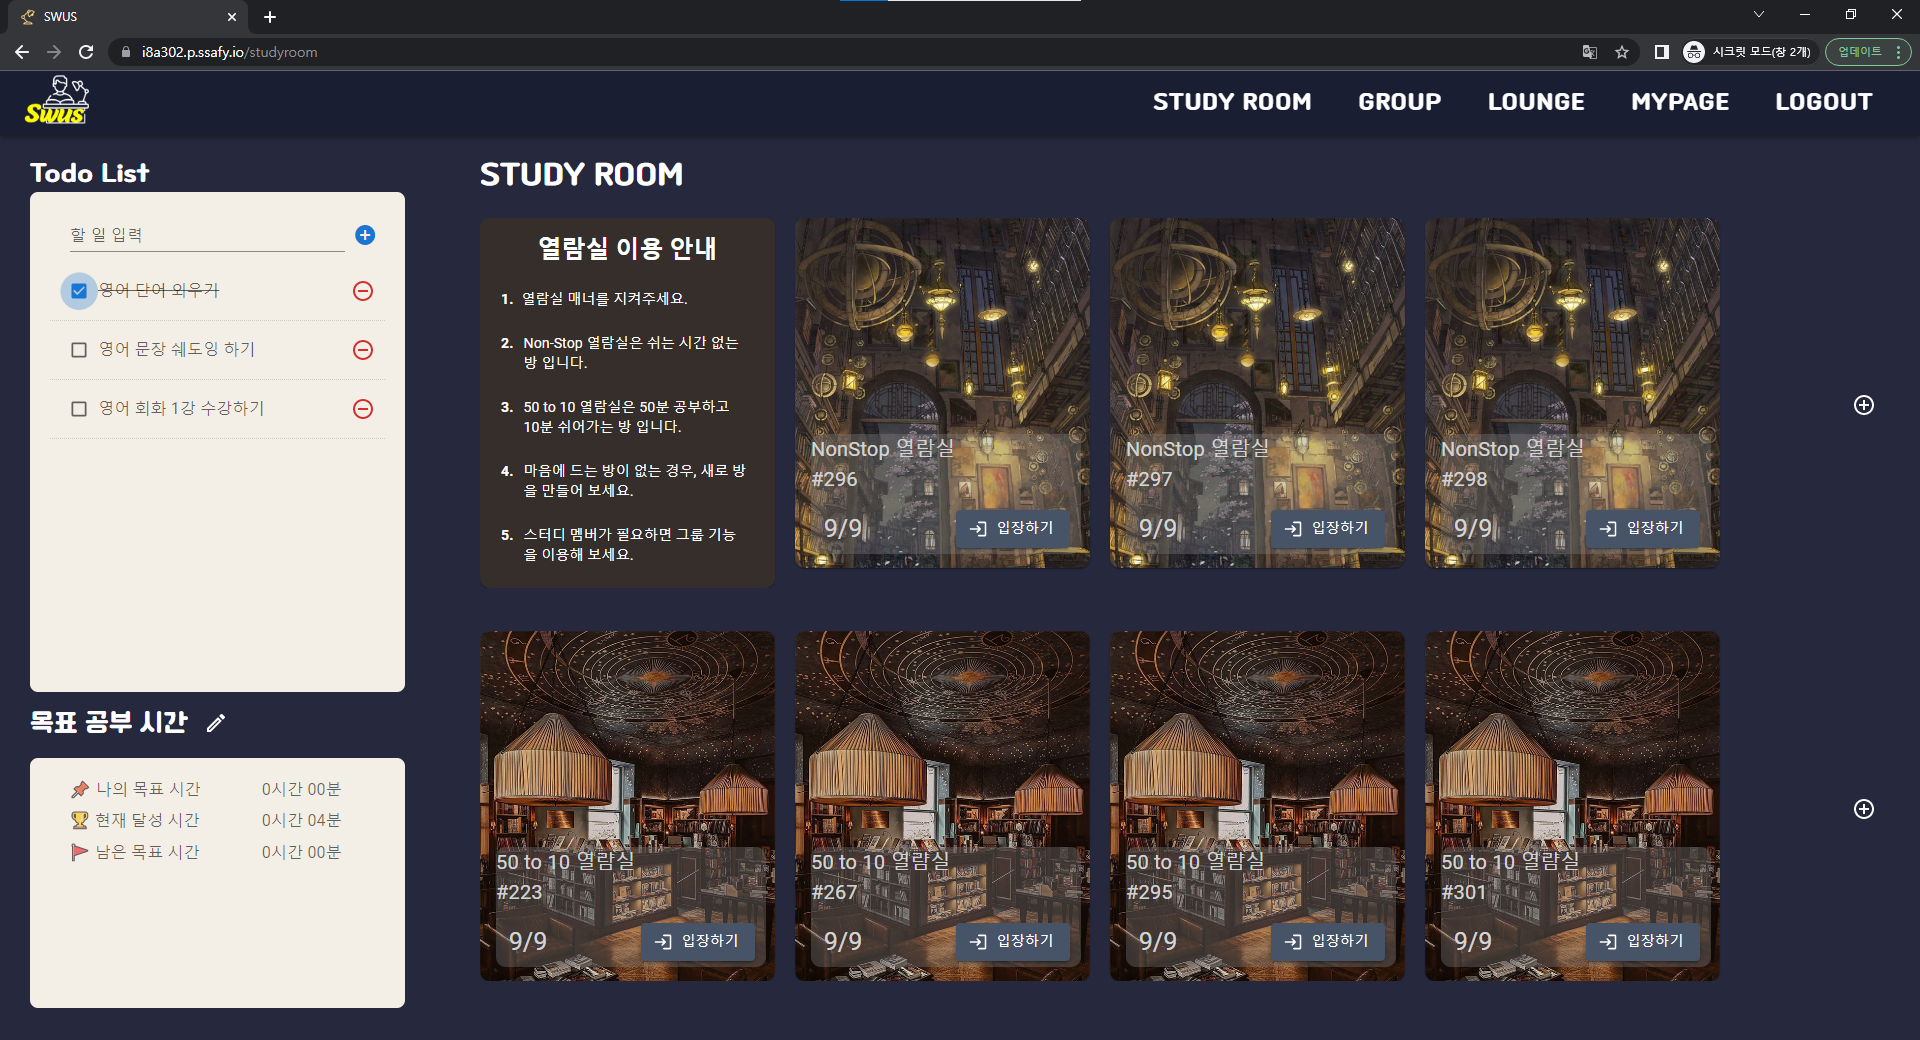 SWUS
i8a302.p.ssafy.io/studyroom
시크릿 모드(창 2개)
업데이트
Swus
STUDY ROOM
GROUP
LOUNGE
MYPAGE
LOGOUT
Todo List
할 일 입력
영어 단어 외우기
영어 문장 쉐도잉 하기
영어 회화 1강 수강하기
목표 공부 시간
나의 목표 시간 0시간 00분
현재 달성 시간 0시간 04분
남은 목표 시간 0시간 00분
STUDY ROOM
열람실 이용 안내
1. 열람실 매너를 지켜주세요.
2. Non-Stop 열람실은 쉬는 시간 없는
방 입니다.
3. 50 to 10 열람실은 50분 공부하고
10분 쉬어가는 방 입니다.
4. 마음에 드는 방이 없는 경우, 새로 방
을 만들어 보세요.
5. 스터디 멤버가 필요하면 그룹 기능
을 이용해 보세요.
NonStop 열람실
#296
9/9
입장하기
NonStop 열람실
#297
9/9
입장하기
NonStop 열람실
#298
9/9
입장하기
50 to 10 열람실
#223
9/9
입장하기
50 to 10 열람실
#267
9/9
입장하기
50 to 10 열람실
#295
9/9
입장하기
50 to 10 열람실
#301
9/9
입장하기